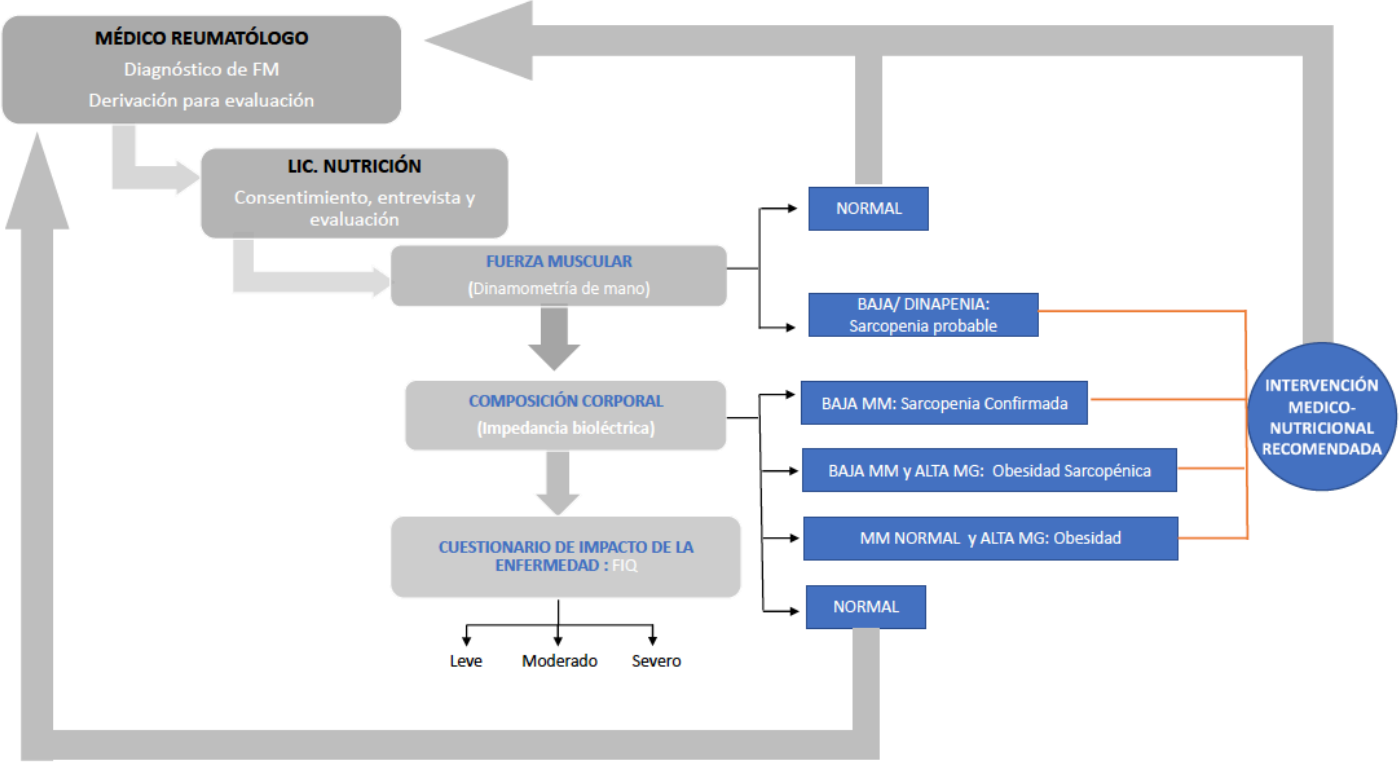 MÉDICO REUMATÓLOGO
Diagnóstico de FM
Derivación para evaluación
LIC. NUTRICIÓN
Consentimiento, entrevista y
evaluación
FUERZA MUSCULAR
(Dinamometría de mano)
NORMAL
BAJA/ DINAPENIA:
Sarcopenia probable
COMPOSICIÓN CORPORAL
(Impedancia bioléctrica)
BAJA MM: Sarcopenia Confirmada
BAJA MM y ALTA MG: Obesidad Sarcopénica
MM NORMAL y ALTA MG: Obesidad
NORMAL
INTERVENCIÓN
MEDICO-
NUTRICIONAL
RECOMENDADA
CUESTIONARIO DE IMPACTO DE LA
ENFERMEDAD : FIQ
Leve Moderado Severo